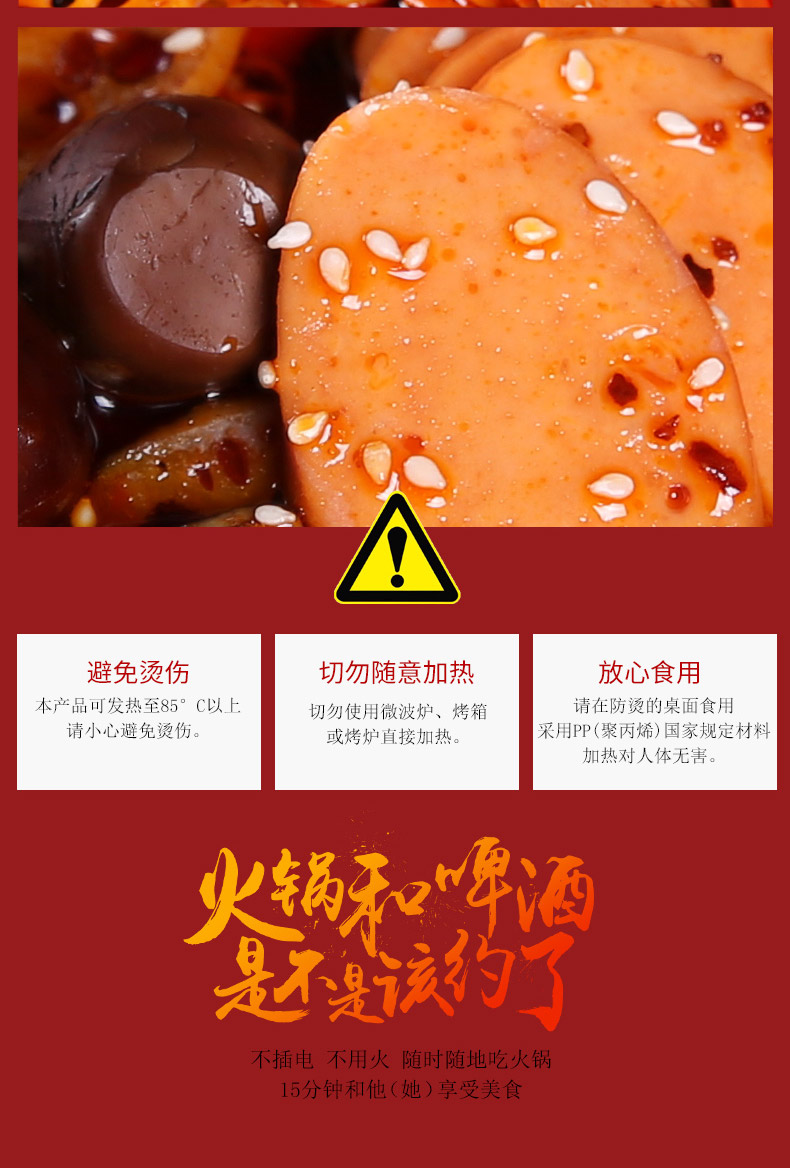 避免烫伤
本产品可发热至85°C以上
请小心避免烫伤。
切勿随意加热
切勿使用微波炉、烤箱
或烤炉直接加热。
放心食用
请在防烫的桌面食用
采用PP(聚丙烯)国家规定材料
加热对人体无害。
火锅和啤酒
是不是该约了
不插电 不用火 随时随地吃火锅
15分钟和他(她)享受美食